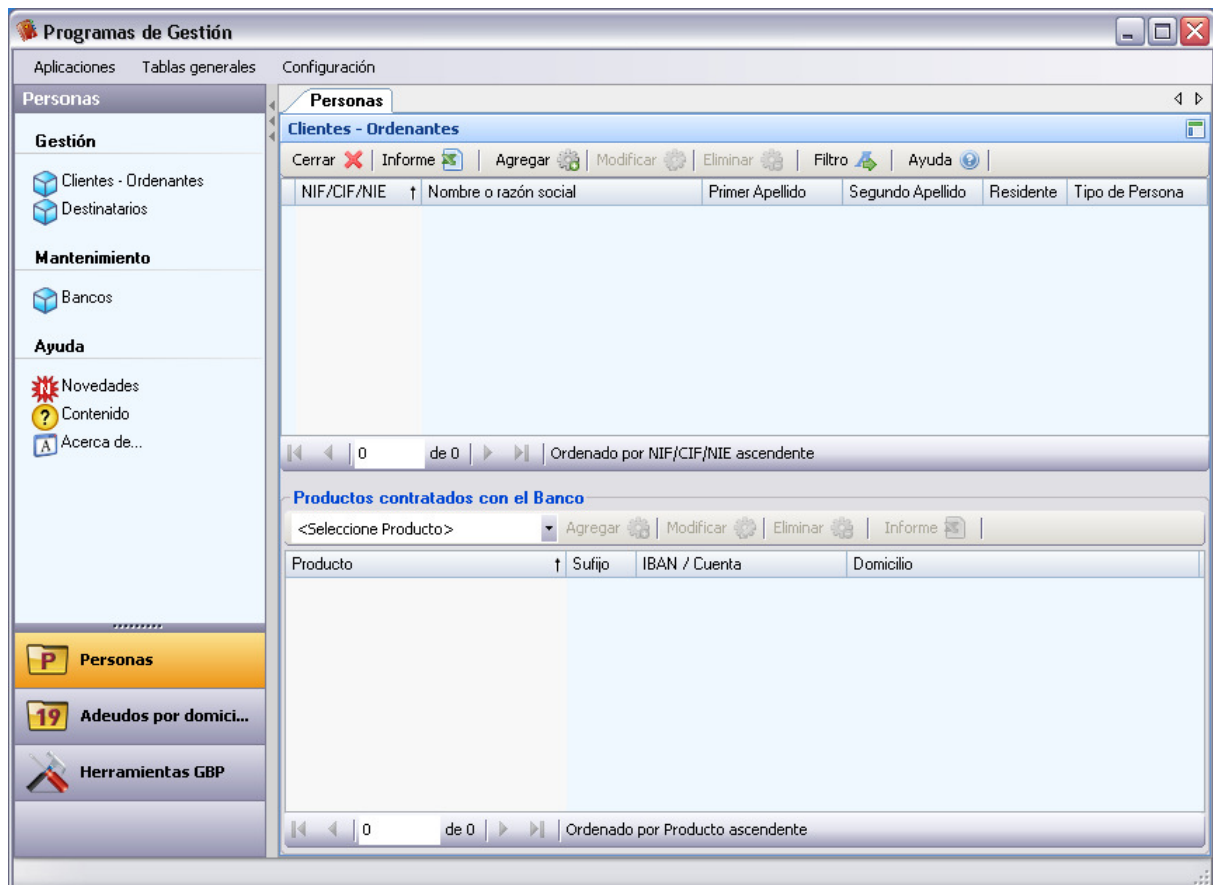 Programas de Gestión
Aplicaciones Tablas generales Configuración
Personas
Gestión
Clientes - Ordenantes
Destinatarios
Mantenimiento
Bancos
Ayuda
Novedades
Contenido
Acerca de...
P Personas
19 Adeudos por domici...
Herramientas GBP
Personas
Clientes - Ordenantes
Cerrar Informe Agregar Modificar Eliminar Filtro Ayuda
NIF/CIF/NIE Nombre o razón social Primer Apellido Segundo Apellido Residente Tipo de Persona
0 de 0 Ordenado por NIF/CIF/NIE ascendente
Productos contratados con el Banco
<Seleccione Producto> Agregar Modificar Eliminar Informe
Producto Sufijo IBAN / Cuenta Domicilio
0 de 0 Ordenado por Producto ascendente